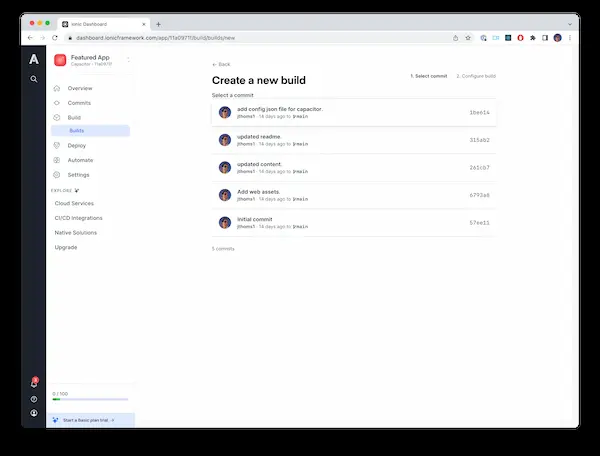 Ionic Dashboard
dashboard.ionicframework.com/app/11a0971f/build/builds/new
A
Featured App
Capacitor · 11a0971f
Overview
Commits
Build
Builds
Deploy
Automate
Settings
EXPLORE
Cloud Services
CI/CD Integrations
Native Solutions
Upgrade
0 / 100
Start a Basic plan trial →
← Back
Create a new build
1. Select commit
2. Configure build
Select a commit
add config json file for capacitor.
jthoms1 · 14 days ago to main
1be614
updated readme.
jthoms1 · 14 days ago to main
315ab2
updated content.
jthoms1 · 14 days ago to main
261cb7
Add web assets.
jthoms1 · 14 days ago to main
Initial commit
jthoms1 · 14 days ago to main
57ee11
5 commits